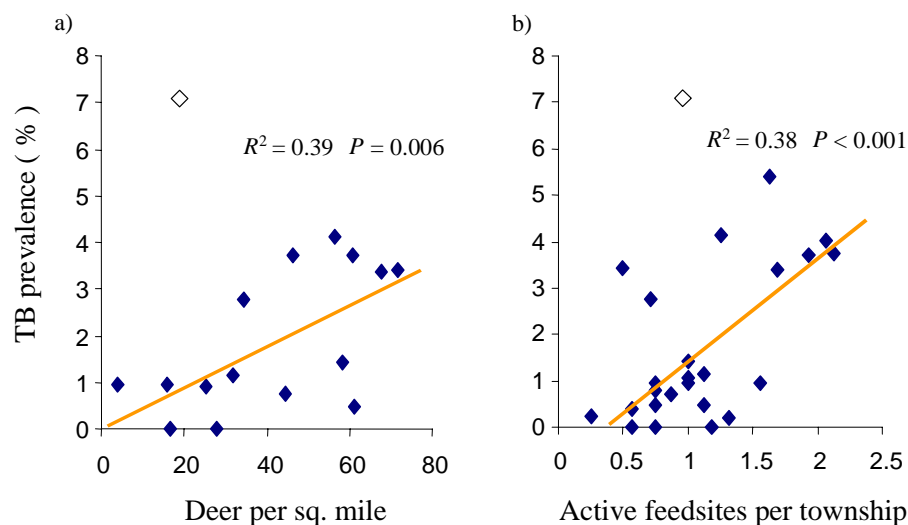 a)
TB prevalence ( % )
8
7
6
5
4
3
2
1
0
R² = 0.39 P = 0.006
0 20 40 60 80
Deer per sq. mile
b)
8
7
6
5
4
3
2
1
0
R² = 0.38 P < 0.001
0 0.5 1 1.5 2 2.5
Active feedsites per township